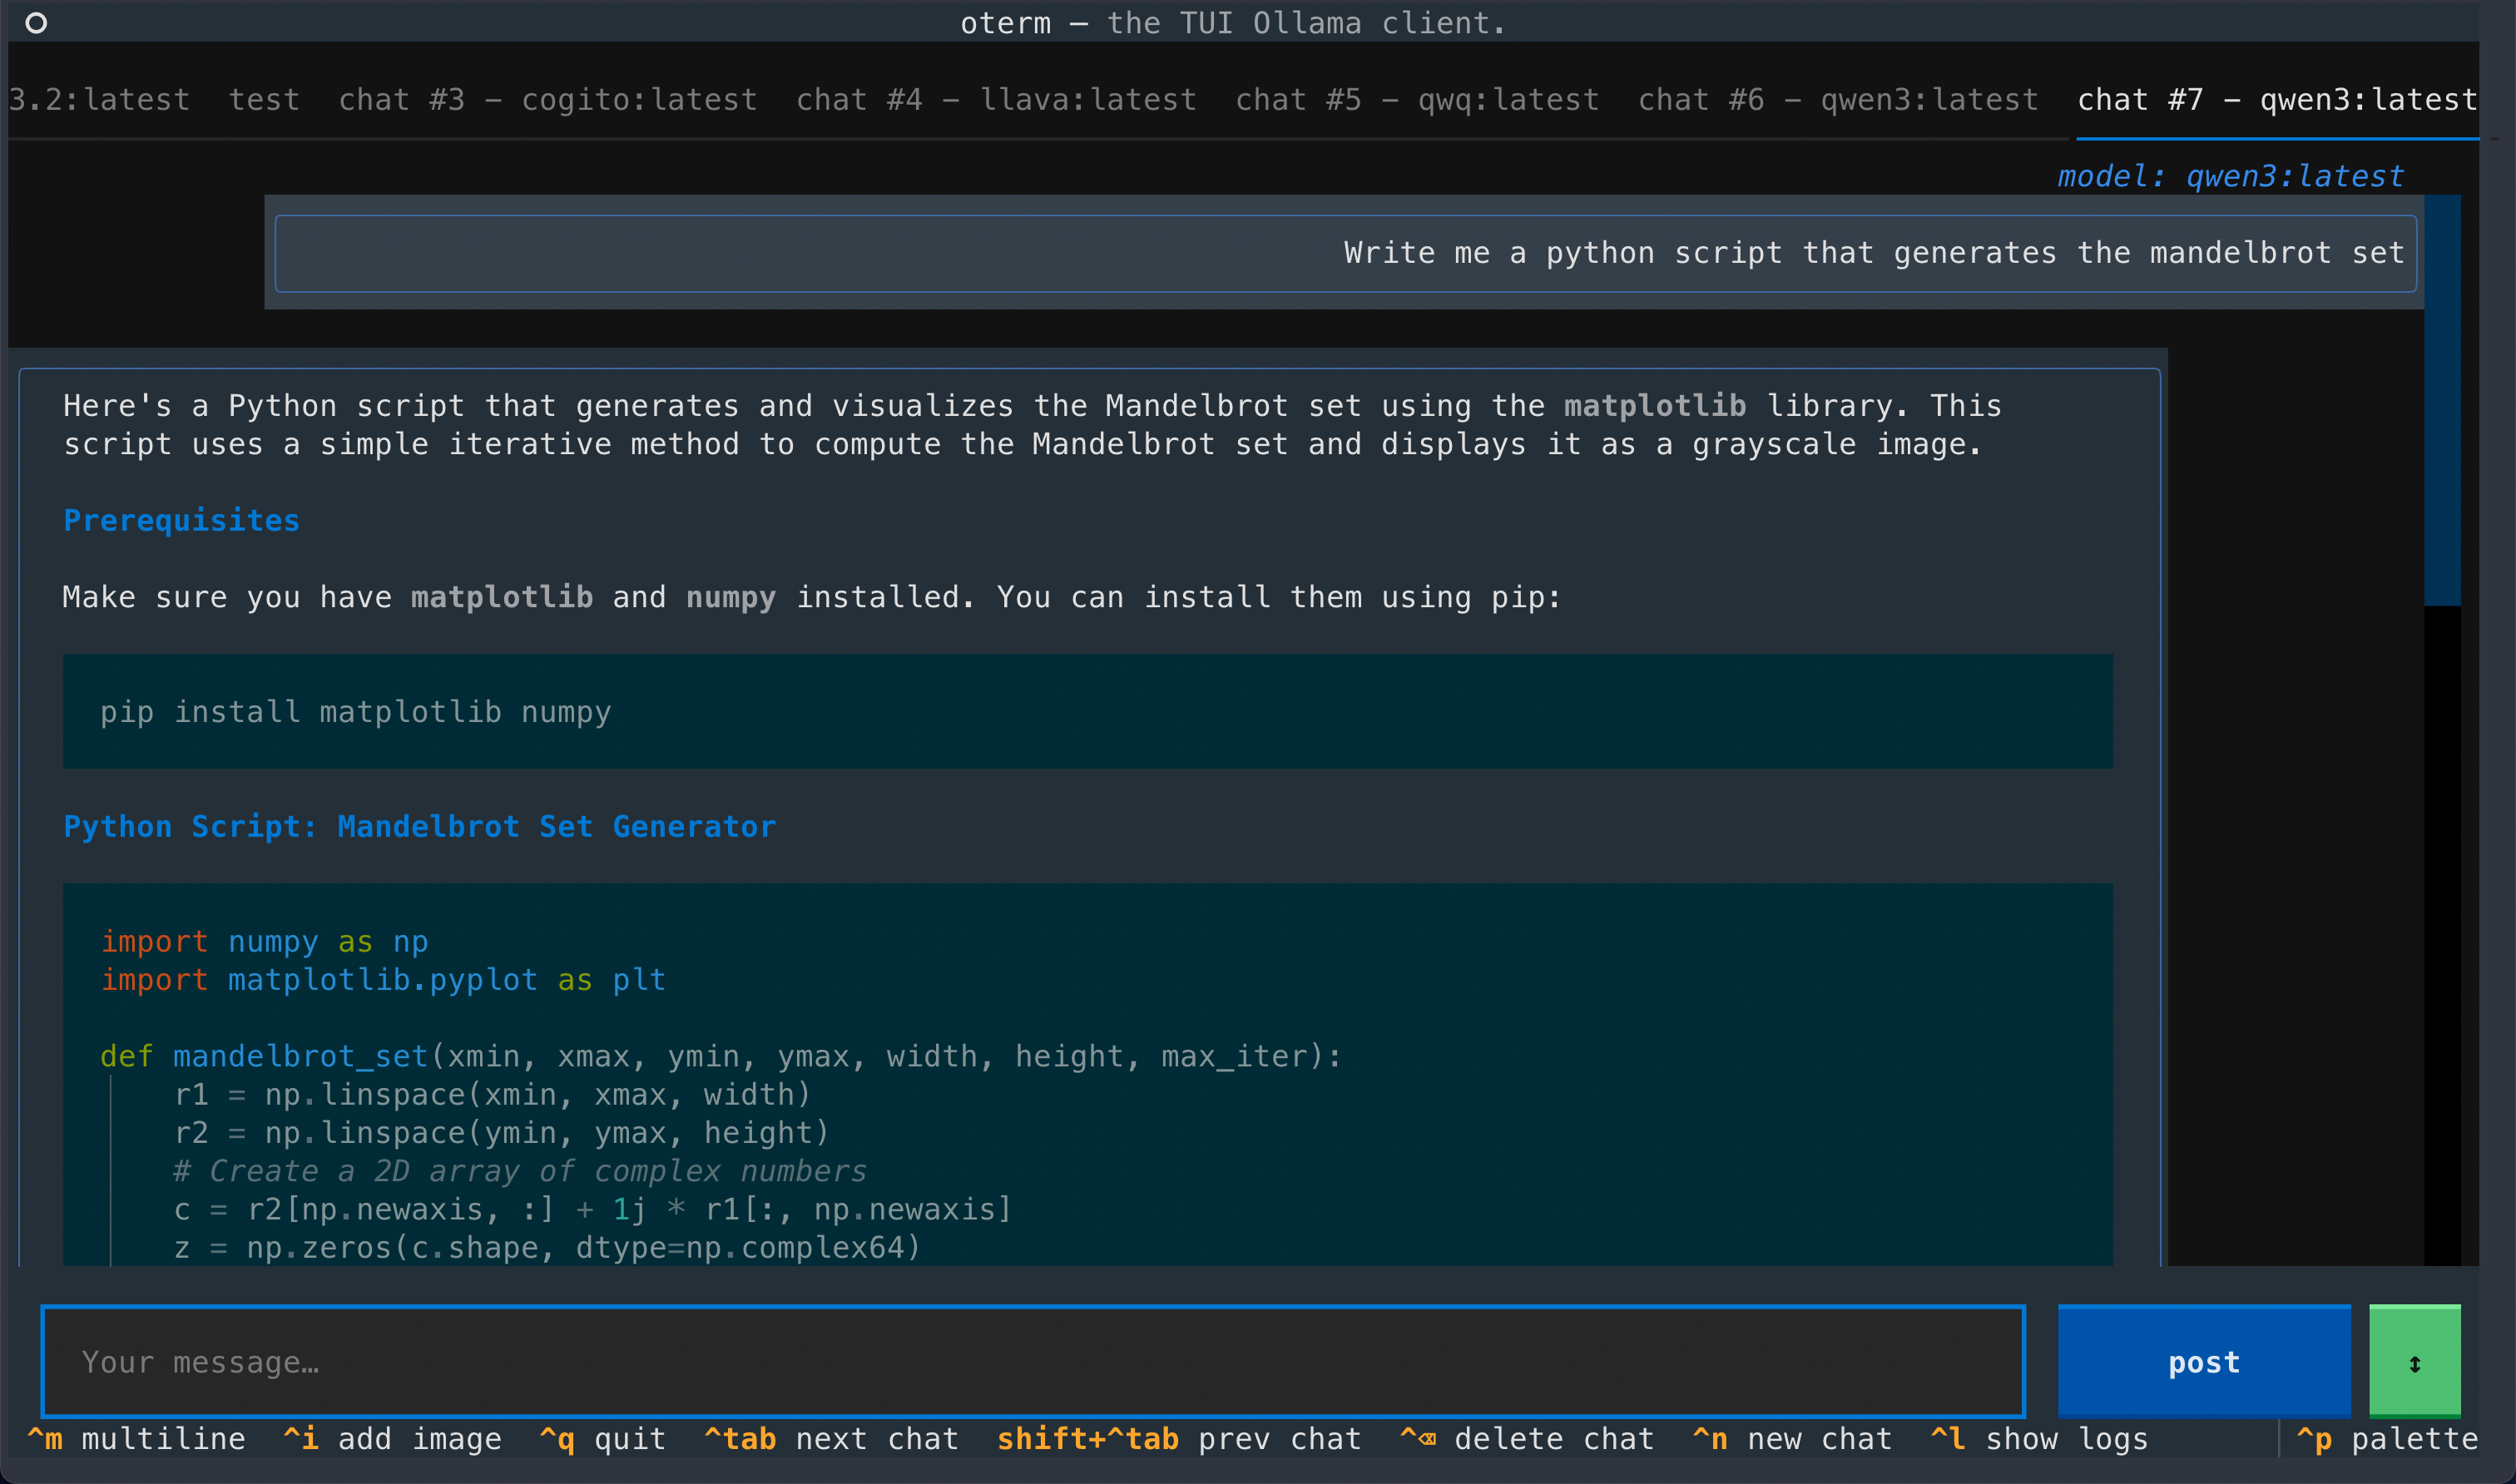 oterm — the TUI Ollama client.
3.2:latest test chat #3 - cogito:latest chat #4 - llava:latest chat #5 - qwq:latest chat #6 - qwen3:latest chat #7 - qwen3:latest
model: qwen3:latest
Write me a python script that generates the mandelbrot set
Here's a Python script that generates and visualizes the Mandelbrot set using the matplotlib library. This
script uses a simple iterative method to compute the Mandelbrot set and displays it as a grayscale image.
Prerequisites
Make sure you have matplotlib and numpy installed. You can install them using pip:
pip install matplotlib numpy
Python Script: Mandelbrot Set Generator
import numpy as np
import matplotlib.pyplot as plt
def mandelbrot_set(xmin, xmax, ymin, ymax, width, height, max_iter):
    r1 = np.linspace(xmin, xmax, width)
    r2 = np.linspace(ymin, ymax, height)
    # Create a 2D array of complex numbers
    c = r2[np.newaxis, :] + 1j * r1[:, np.newaxis]
    z = np.zeros(c.shape, dtype=np.complex64)
Your message…
post ↕
^m multiline ^i add image ^q quit ^tab next chat shift+^tab prev chat ^⌫ delete chat ^n new chat ^l show logs ^p palette